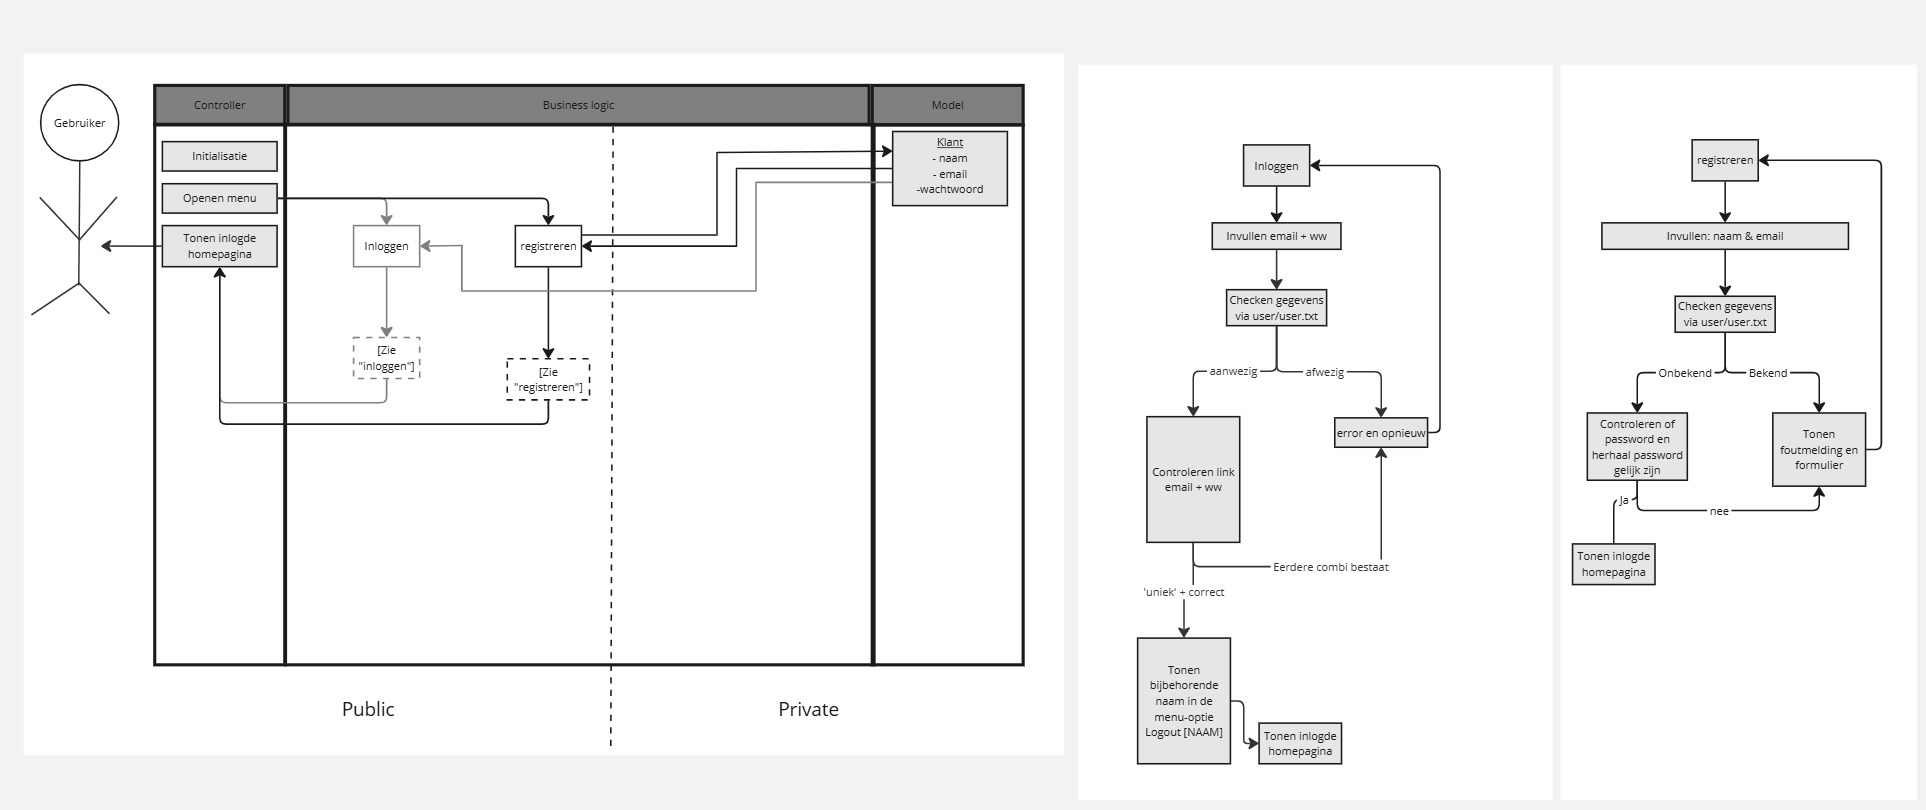 Gebruiker
Controller
Business logic
Model
Initialisatie
Openen menu
Tonen inlogde
homepagina
Inloggen
registreren
[Zie
"inloggen"]
[Zie
"registreren"]
Klant
- naam
- email
-wachtwoord
Public
Private
Inloggen
Invullen email + ww
Checken gegevens
via user/user.txt
aanwezig
afwezig
Controleren link
email + ww
error en opnieuw
Eerdere combi bestaat
'uniek' + correct
Tonen
bijbehorende
naam in de
menu-optie
Logout [NAAM]
Tonen inlogde
homepagina
registreren
Invullen: naam & email
Checken gegevens
via user/user.txt
Onbekend
Bekend
Controleren of
password en
herhaal password
gelijk zijn
Tonen
foutmelding en
formulier
Ja
nee
Tonen inlogde
homepagina